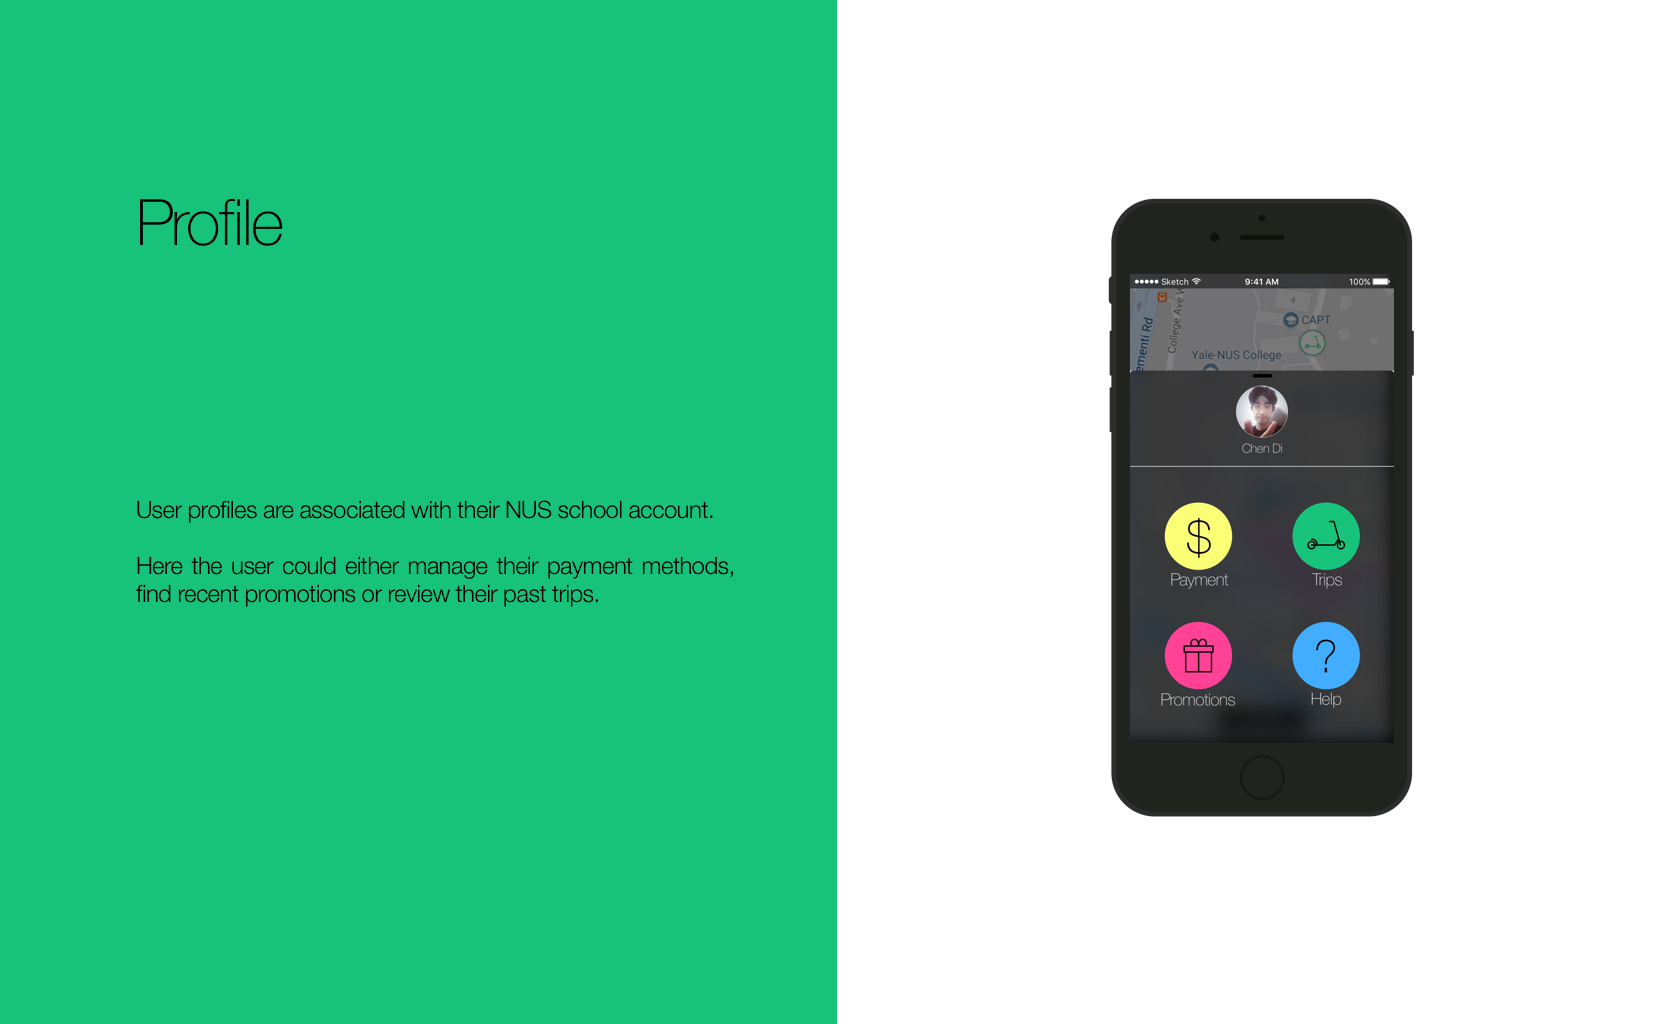 Profile
User profiles are associated with their NUS school account.
Here the user could either manage their payment methods,
find recent promotions or review their past trips.
Sketch 9:41 AM 100%
ementi Rd
College Ave
4
CAPT
Yale-NUS College
Chen Di
$
Payment
Trips
?
Promotions
Help